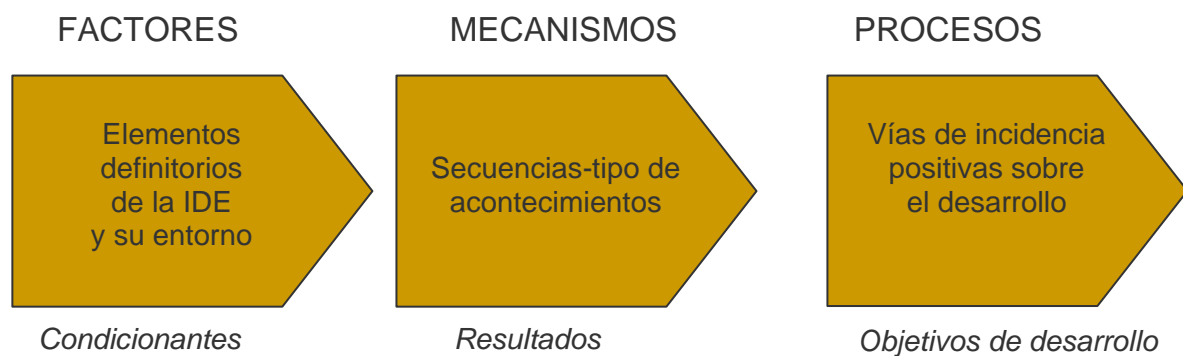 FACTORES
MECANISMOS
PROCESOS
Elementos
definitorios
de la IDE
y su entorno
Secuencias-tipo de
acontecimientos
Vías de incidencia
positivas sobre
el desarrollo
Condicionantes
Resultados
Objetivos de desarrollo